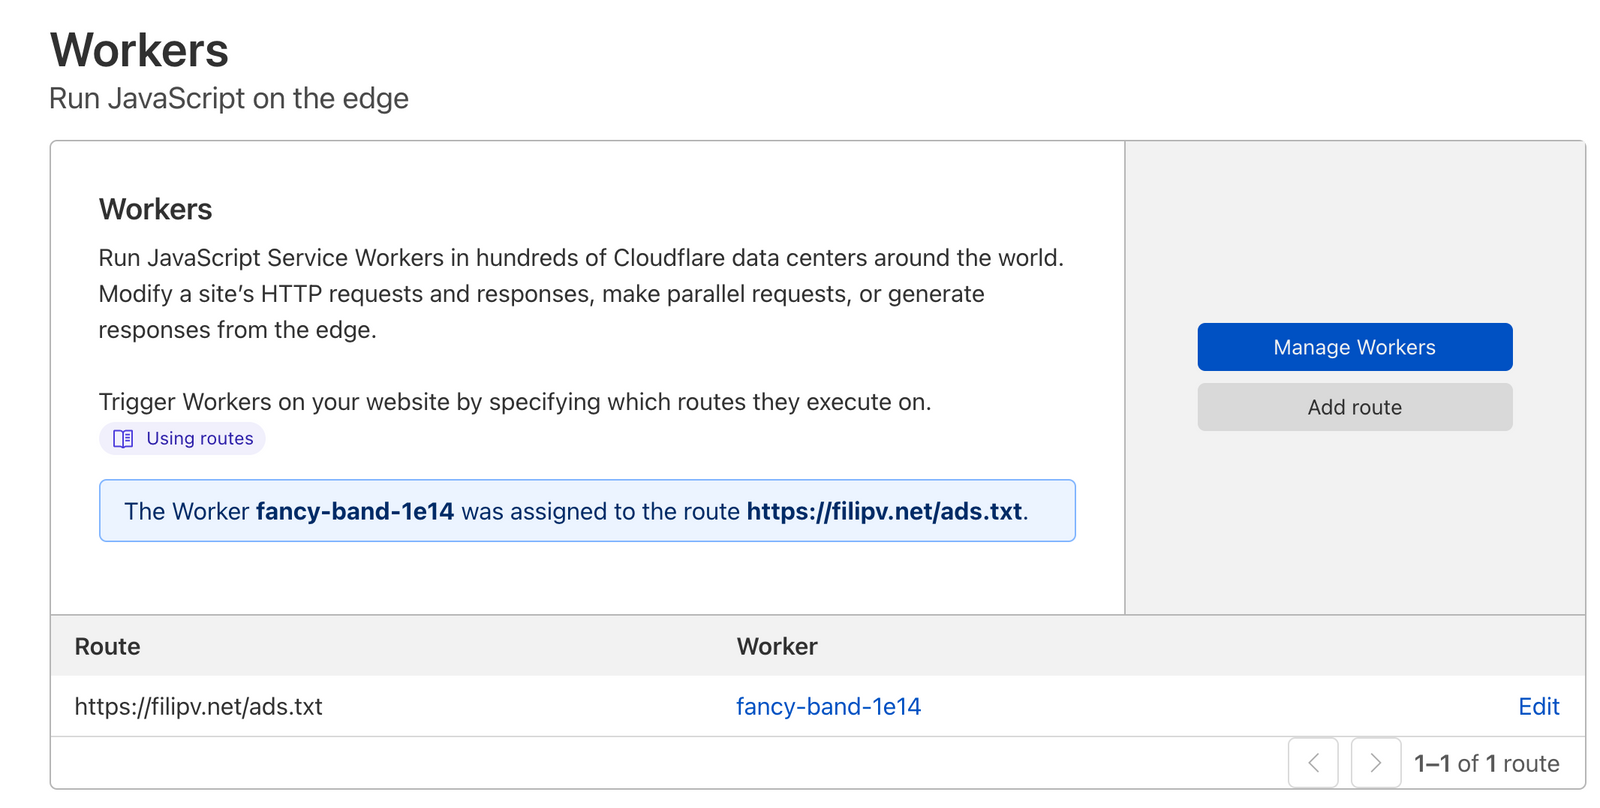 Workers
Run JavaScript on the edge
Workers
Run JavaScript Service Workers in hundreds of Cloudflare data centers around the world.
Modify a site’s HTTP requests and responses, make parallel requests, or generate
responses from the edge.
Trigger Workers on your website by specifying which routes they execute on.
Using routes
The Worker fancy-band-1e14 was assigned to the route https://filipv.net/ads.txt.
Manage Workers
Add route
Route Worker
https://filipv.net/ads.txt fancy-band-1e14 Edit
1–1 of 1 route